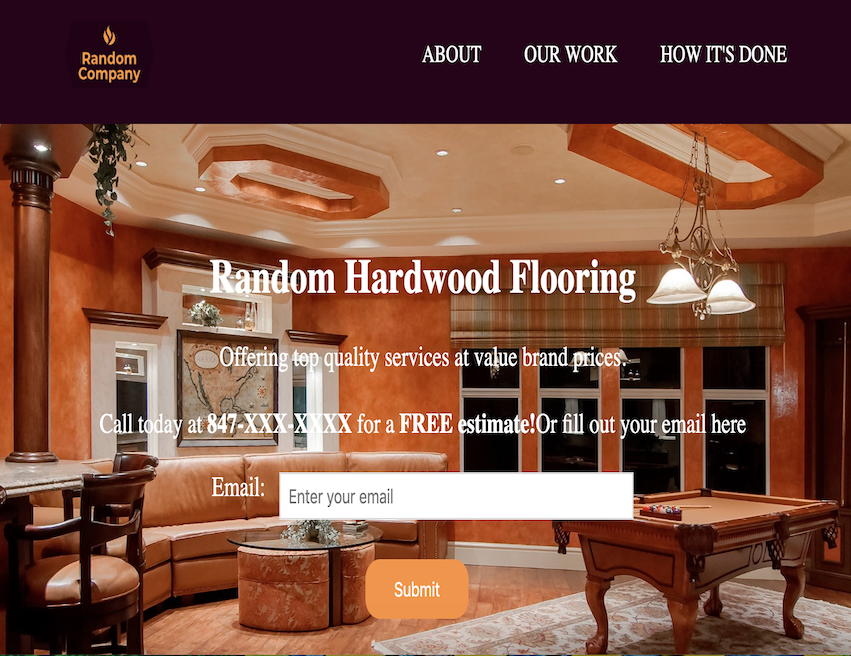 Random
Company
ABOUT OUR WORK HOW IT'S DONE
Random Hardwood Flooring
Offering top quality services at value brand prices.
Call today at 847-XXX-XXXX for a FREE estimate!Or fill out your email here
Email: Enter your email
Submit